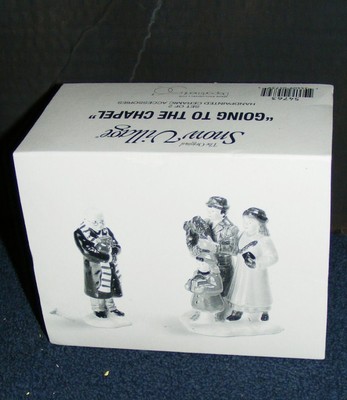 The Original
Snow Village
"GOING TO THE CHAPEL"
SET OF 2
HANDPAINTED CERAMIC ACCESSORIES
54763